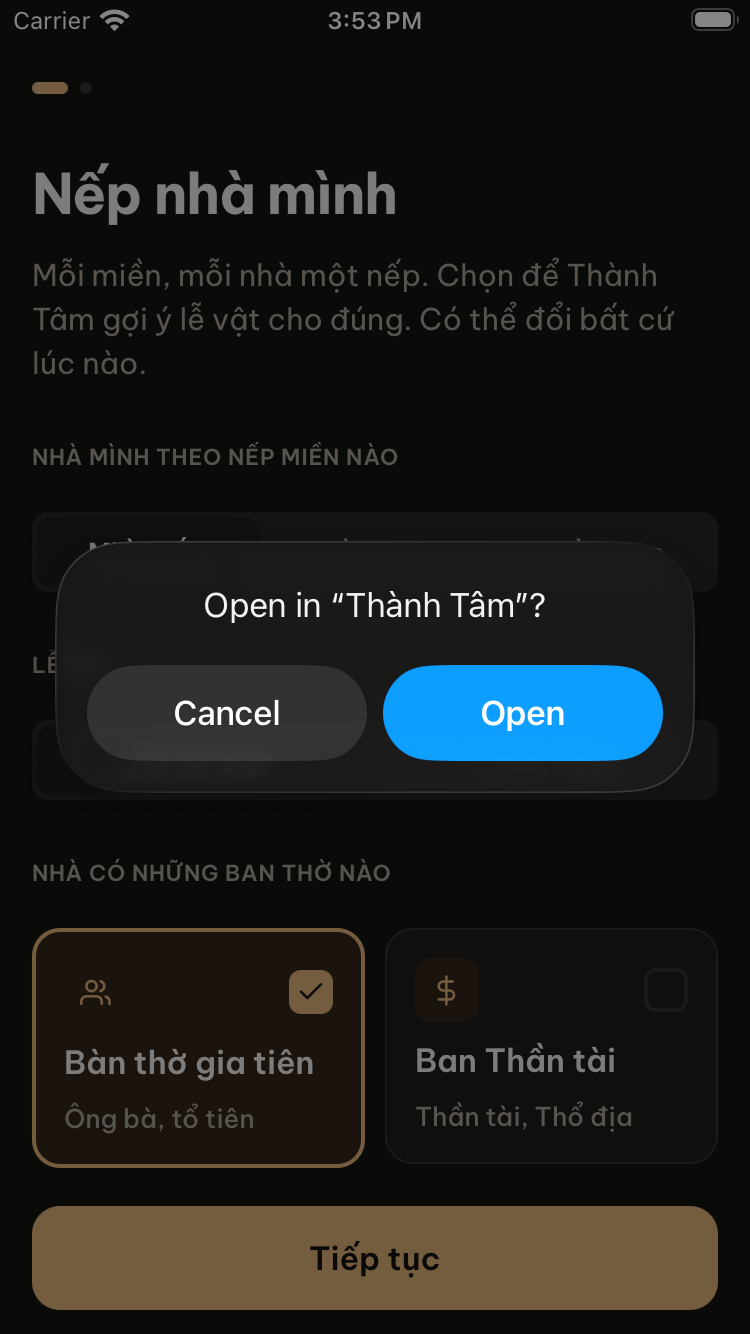 Carrier
3:53 PM
Nếp nhà mình
Mỗi miền, mỗi nhà một nếp. Chọn để Thành
Tâm gợi ý lễ vật cho đúng. Có thể đổi bất cứ
lúc nào.
NHÀ MÌNH THEO NẾP MIỀN NÀO
Open in “Thành Tâm”?
Cancel
Open
NHÀ CÓ NHỮNG BAN THỜ NÀO
Bàn thờ gia tiên
Ông bà, tổ tiên
Ban Thần tài
Thần tài, Thổ địa
Tiếp tục